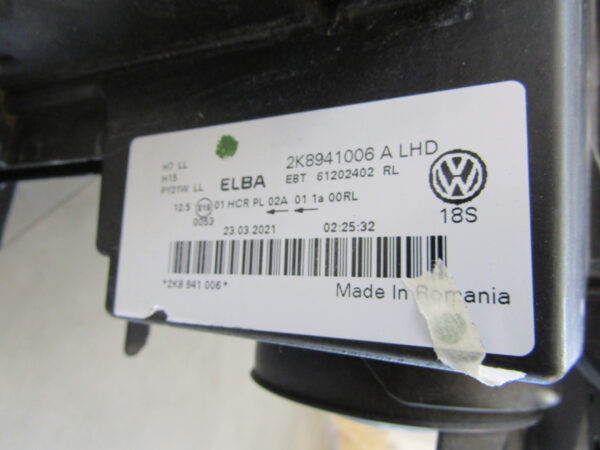 H7 LL
H15
PY21W LL
ELBA
2K8941006 A LHD
EBT 61202402 RL
12.5 E19 01 HCR PL 02A 01 1a 00RL
0053
23.03.2021 02:25:32
18S
*2K8 941 006*
Made In Romania